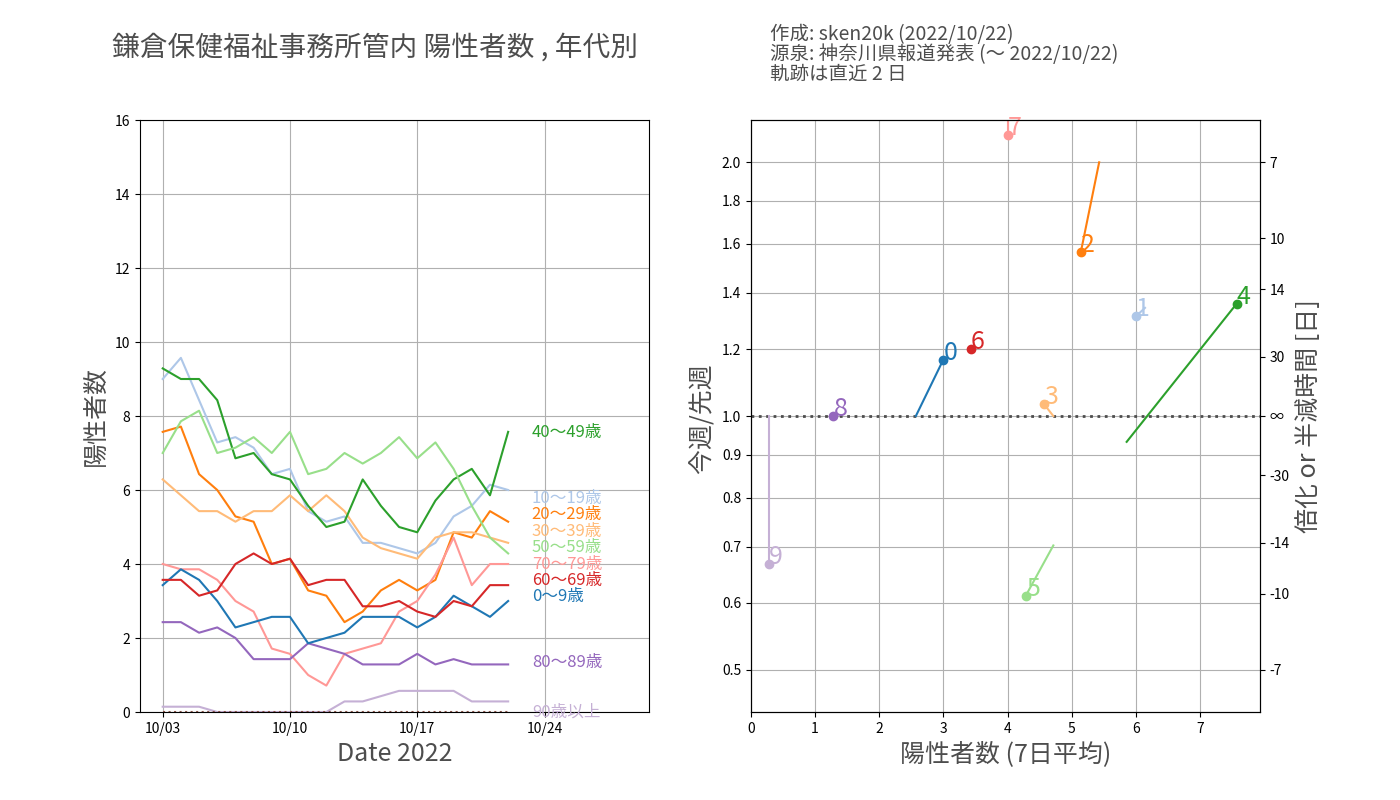 鎌倉保健福祉事務所管内 陽性者数 , 年代別
作成: sken20k (2022/10/22)
源泉: 神奈川県報道発表 (〜 2022/10/22)
軌跡は直近 2 日
陽性者数
16
14
12
10
8
6
4
2
0
10/03
10/10
10/17
10/24
Date 2022
40〜49歳
10〜19歳
20〜29歳
30〜39歳
50〜59歳
70〜79歳
60〜69歳
0〜9歳
80〜89歳
90歳以上
今週/先週
2.0
1.8
1.6
1.4
1.2
1.0
0.9
0.8
0.7
0.6
0.5
7
2
1
4
0
6
3
8
9
5
0
1
2
3
4
5
6
7
陽性者数 (7日平均)
7
10
14
30
∞
-30
-14
-10
-7
倍化 or 半減時間 [日]